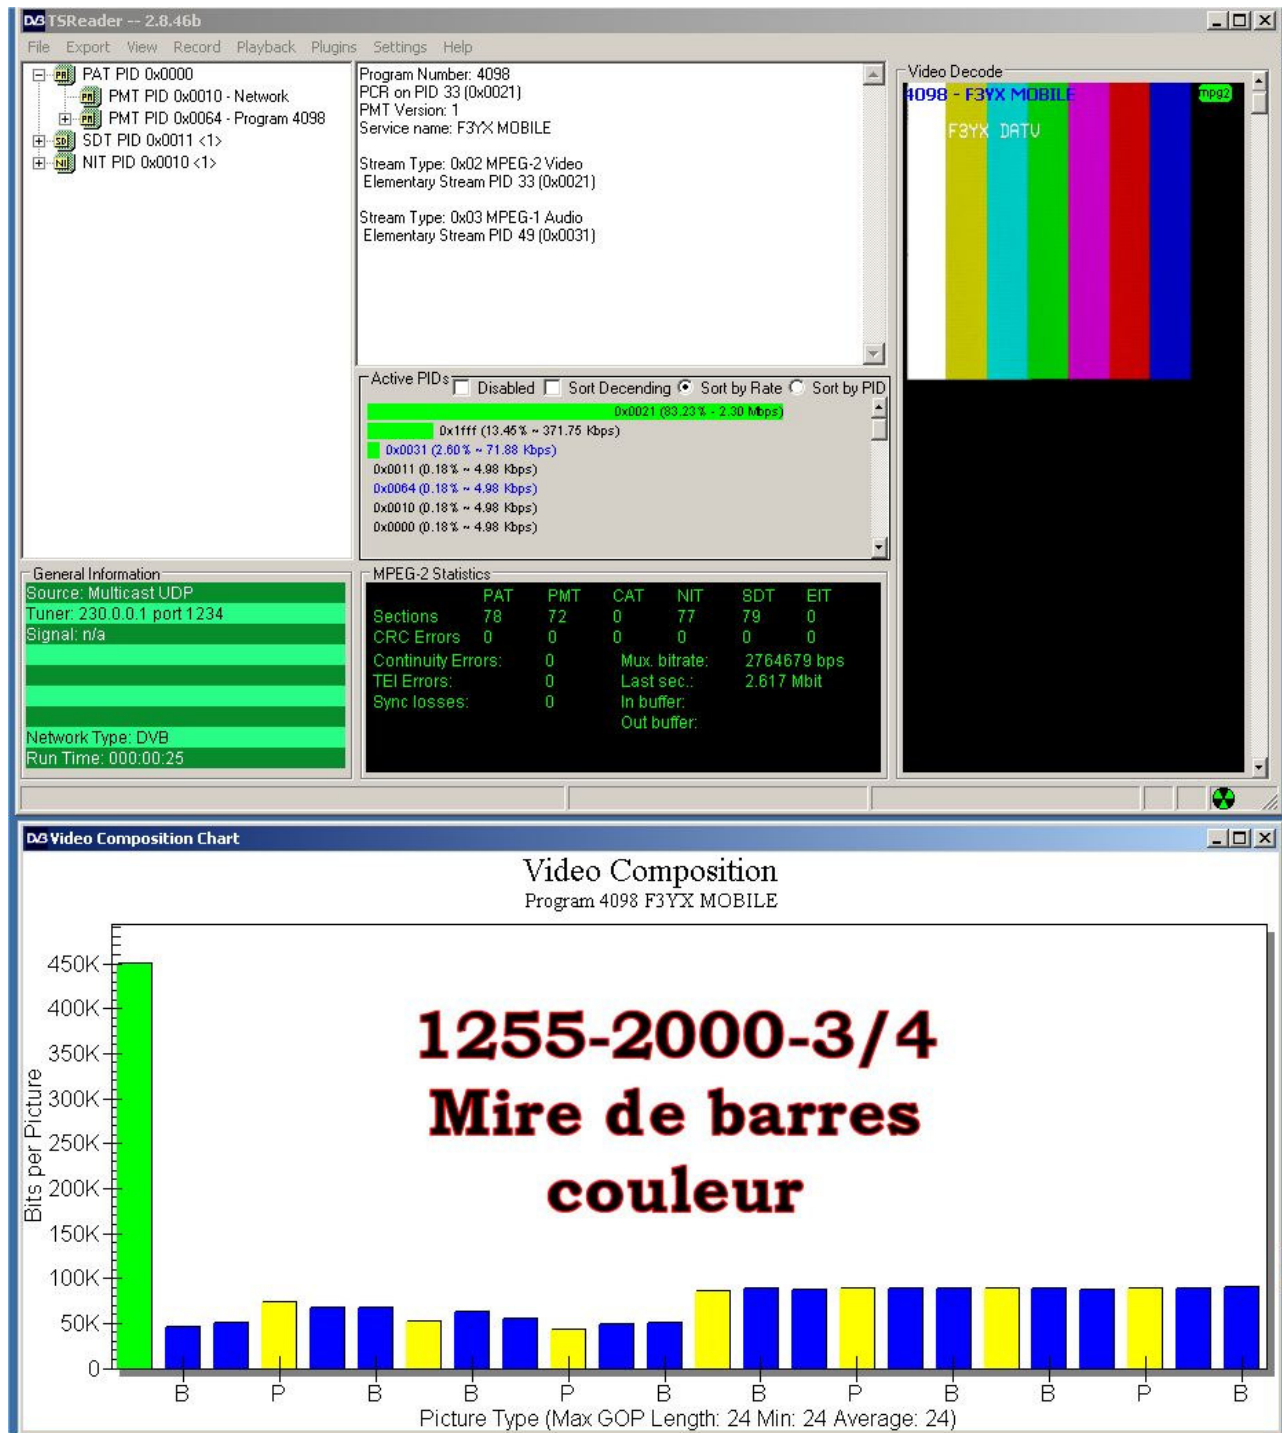 TSReader -- 2.8.46b
File Export View Record Playback Plugins Settings Help
PAT PID 0x0000
PMT PID 0x0010 - Network
PMT PID 0x0064 - Program 4098
SDT PID 0x0011 <1>
NIT PID 0x0010 <1>
Program Number: 4098
PCR on PID 33 (0x0021)
PMT Version: 1
Service name: F3YX MOBILE
Stream Type: 0x02 MPEG-2 Video
Elementary Stream PID 33 (0x0021)
Stream Type: 0x03 MPEG-1 Audio
Elementary Stream PID 49 (0x0031)
Active PIDs Disabled Sort Decending Sort by Rate Sort by PID
0x0021 (83.23% - 2.30 Mbps)
0x1fff (13.45% ~ 371.75 Kbps)
0x0031 (2.60% ~ 71.88 Kbps)
0x0011 (0.18% ~ 4.98 Kbps)
0x0064 (0.18% ~ 4.98 Kbps)
0x0010 (0.18% ~ 4.98 Kbps)
0x0000 (0.18% ~ 4.98 Kbps)
Video Decode
4098 - F3YX MOBILE mpg2
F3YX DATV
General Information
Source: Multicast UDP
Tuner: 230.0.0.1 port 1234
Signal: n/a
Network Type: DVB
Run Time: 000:00:25
MPEG-2 Statistics
PAT PMT CAT NIT SDT EIT
Sections 78 72 0 77 79 0
CRC Errors 0 0 0 0 0 0
Continuity Errors: 0 Mux. bitrate: 2764679 bps
TEI Errors: 0 Last sec.: 2.617 Mbit
Sync losses: 0 In buffer:
Out buffer:
Video Composition Chart
Video Composition
Program 4098 F3YX MOBILE
Bits per Picture
450K
400K
350K
300K
250K
200K
150K
100K
50K
0
1255-2000-3/4
Mire de barres
couleur
B P B B P B B P B B P B
Picture Type (Max GOP Length: 24 Min: 24 Average: 24)